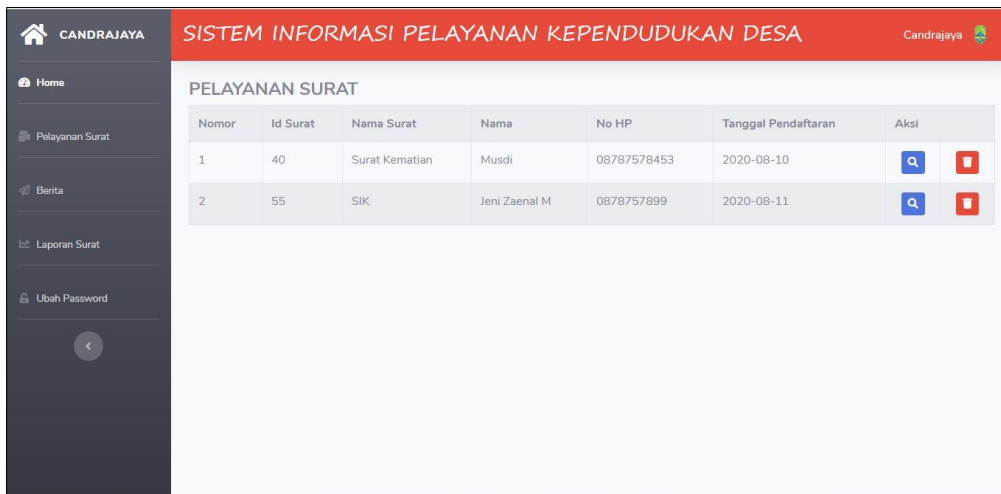 CANDRAJAYA
SISTEM INFORMASI PELAYANAN KEPENDUDUKAN DESA
Candrajaya
Home
Pelayanan Surat
Berita
Laporan Surat
Ubah Password
PELAYANAN SURAT
Nomor Id Surat Nama Surat Nama No HP Tanggal Pendaftaran Aksi
1 40 Surat Kematian Musdi 08787578453 2020-08-10
2 55 SIK Jeni Zaenal M 0878757899 2020-08-11